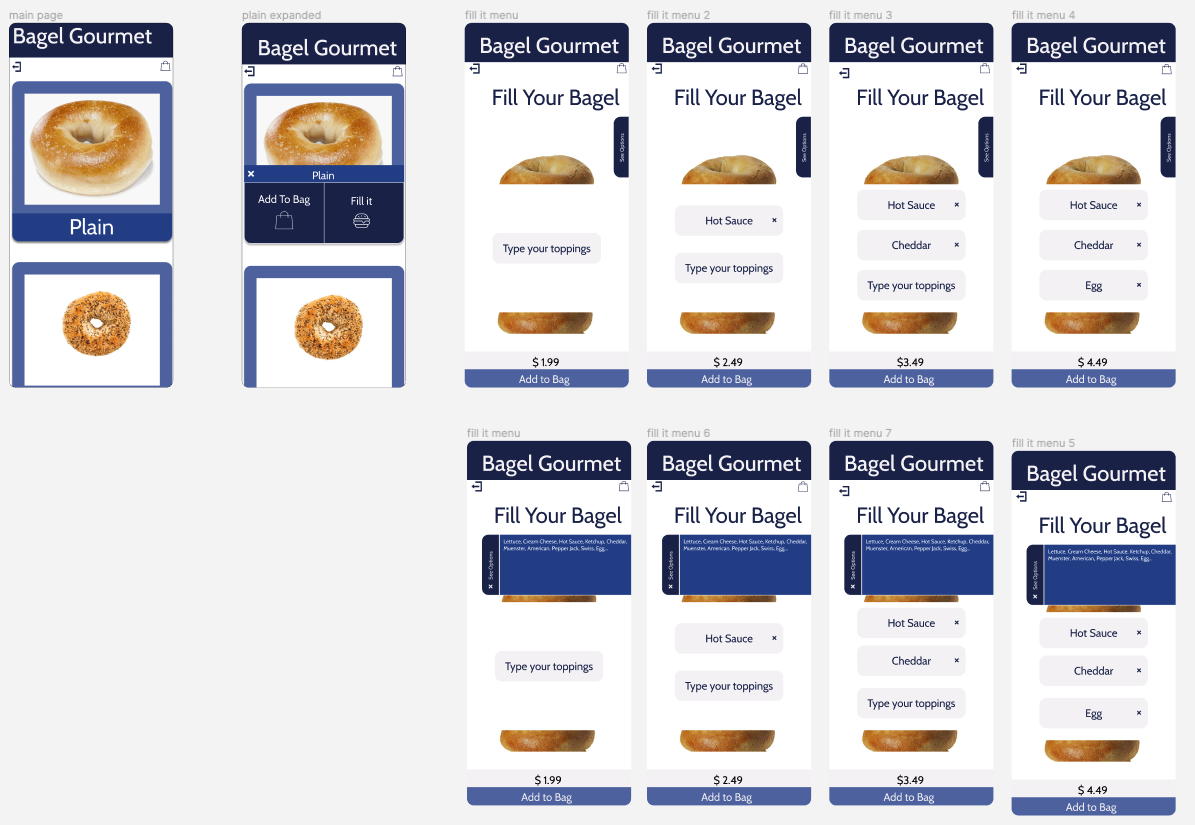 main page
Bagel Gourmet
Plain
plain expanded
Bagel Gourmet
Plain
Add To Bag
Fill it
fill it menu
Bagel Gourmet
Fill Your Bagel
See Options
Type your toppings
$ 1.99
Add to Bag
fill it menu 2
Bagel Gourmet
Fill Your Bagel
See Options
Hot Sauce
Type your toppings
$ 2.49
Add to Bag
fill it menu 3
Bagel Gourmet
Fill Your Bagel
See Options
Hot Sauce
Cheddar
Type your toppings
$3.49
Add to Bag
fill it menu 4
Bagel Gourmet
Fill Your Bagel
See Options
Hot Sauce
Cheddar
Egg
$ 4.49
Add to Bag
fill it menu
Bagel Gourmet
Fill Your Bagel
See Options
Lettuce, Cream Cheese, Hot Sauce, Ketchup, Cheddar,
Muenster, American, Pepper Jack, Swiss, Egg...
Type your toppings
$ 1.99
Add to Bag
fill it menu 6
Bagel Gourmet
Fill Your Bagel
See Options
Lettuce, Cream Cheese, Hot Sauce, Ketchup, Cheddar,
Muenster, American, Pepper Jack, Swiss, Egg...
Hot Sauce
Type your toppings
$ 2.49
Add to Bag
fill it menu 7
Bagel Gourmet
Fill Your Bagel
See Options
Lettuce, Cream Cheese, Hot Sauce, Ketchup, Cheddar,
Muenster, American, Pepper Jack, Swiss, Egg...
Hot Sauce
Cheddar
Type your toppings
$3.49
Add to Bag
fill it menu 5
Bagel Gourmet
Fill Your Bagel
See Options
Lettuce, Cream Cheese, Hot Sauce, Ketchup, Cheddar,
Muenster, American, Pepper Jack, Swiss, Egg...
Hot Sauce
Cheddar
Egg
$ 4.49
Add to Bag